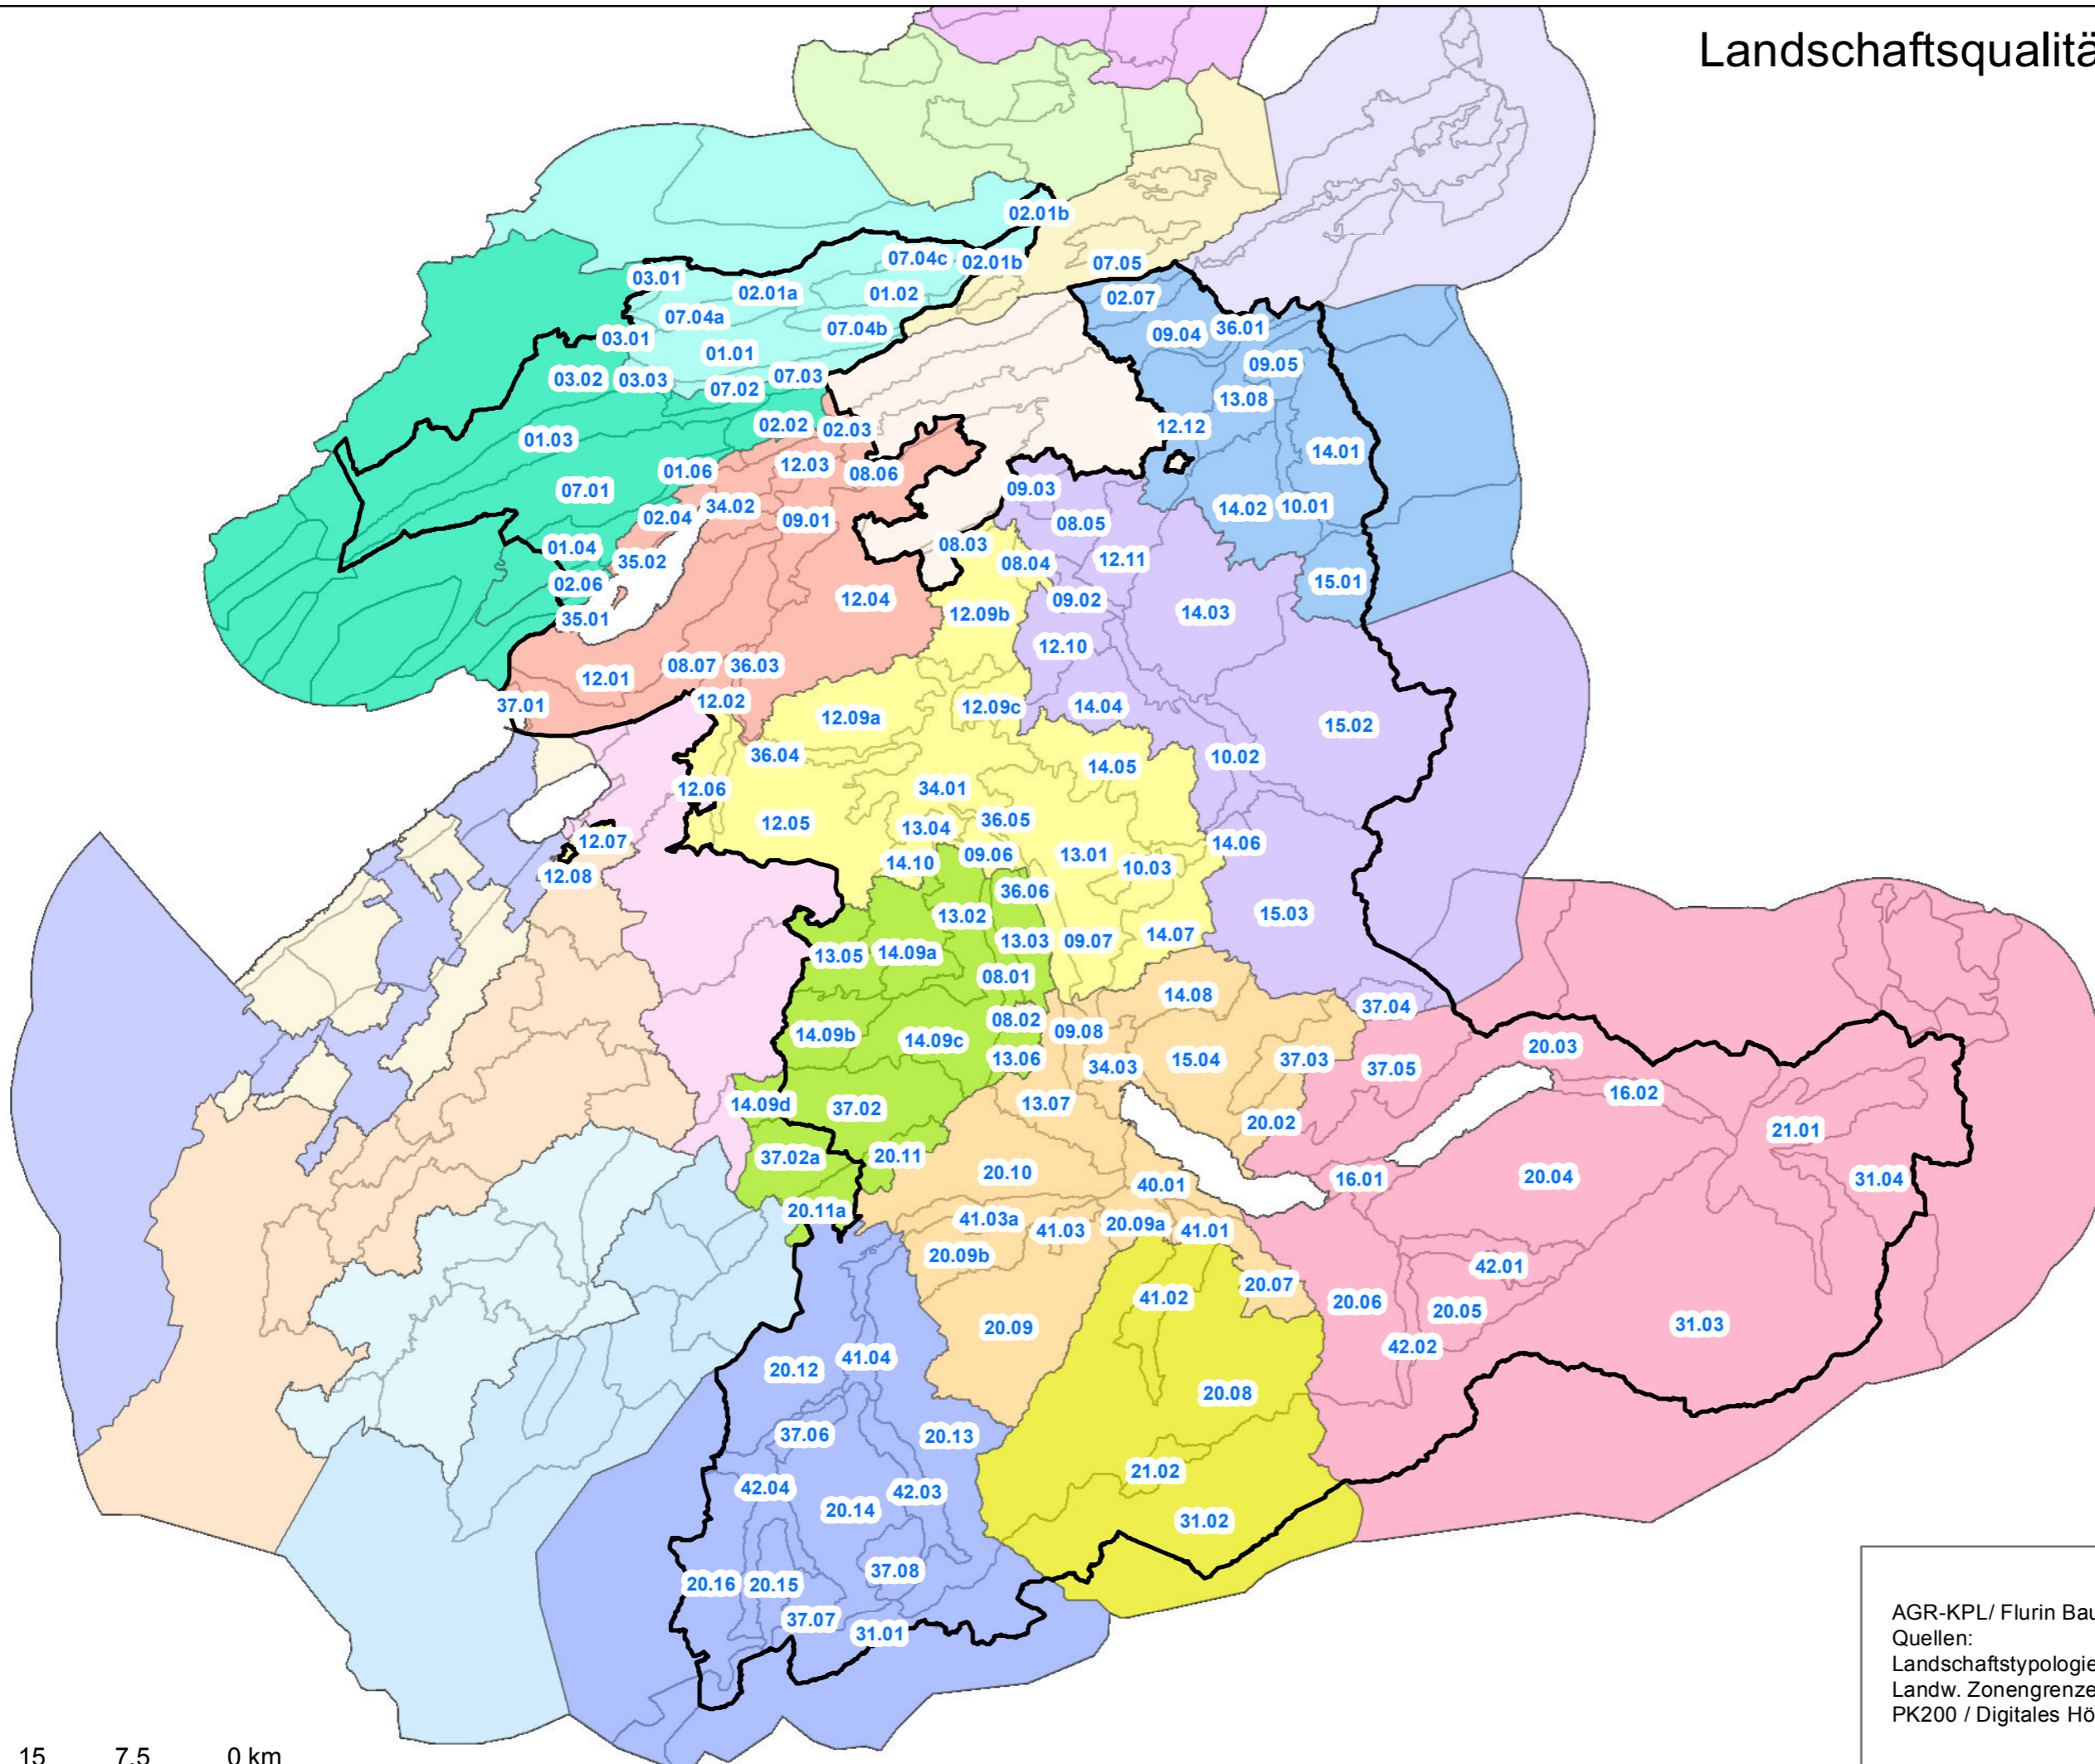 Landschaftsqualitä
02.01b
07.04c 02.01b 07.05
03.01 02.01a 01.02 02.07
07.04a 07.04b 09.04 36.01
03.01 01.01 09.05
03.02 03.03 07.02 07.03 13.08
01.03 02.02 02.03 12.12 14.01
01.06 12.03 08.06
07.01 02.04 34.02 09.01 09.03 14.02 10.01
08.05
01.04 35.02 08.03 08.04 12.11
02.06 12.04 09.02 15.01
35.01 12.09b 14.03
12.10
12.01 08.07 36.03
37.01 12.02 12.09a 12.09c 14.04 15.02
36.04 14.05 10.02
12.06 34.01
12.05 13.04 36.05
12.07 14.10 09.06 13.01 10.03 14.06
12.08 36.06
13.02 15.03
13.05 14.09a 13.03 09.07 14.07
08.01
14.08 37.04
14.09b 14.09c 08.02 09.08
13.06 34.03 15.04 37.03 37.05 20.03
14.09d 37.02 13.07 16.02
20.02 21.01
37.02a 20.11 20.10 40.01 16.01 20.04 31.04
20.11a 41.03a 41.03 20.09a 41.01
20.09b 42.01
41.02 20.07 20.06 20.05
20.09 31.03
20.12 41.04 42.02
20.08
37.06 20.13
42.04 42.03 21.02
20.14 31.02
20.16 20.15 37.08
37.07 31.01
AGR-KPL/ Flurin Bau
Quellen:
Landschaftstypologie
Landw. Zonengrenze
PK200 / Digitales Hö
15 7.5 0 km